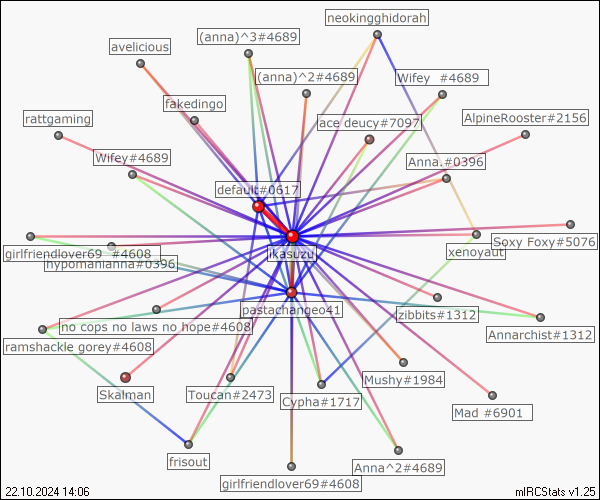 neokingghidorah
(anna)^3#4689
avelicious
(anna)^2#4689
Wifey  #4689
fakedingo
rattgaming
ace deucy#7097
AlpineRooster#2156
Wifey#4689
Anna.#0396
default#0617
Soxy Foxy#5076
girlfriendlover69  #4608
ikasuzu
xenoyaut
hypomanianna#0396
pastachangeo41
zibbits#1312
no cops no laws no hope#4608
Annarchist#1312
ramshackle gorey#4608
Mushy#1984
Skalman
Toucan#2473
Cypha#1717
Mad #6901
frisout
Anna^2#4689
girlfriendlover69#4608
22.10.2024 14:06
mIRCStats v1.25